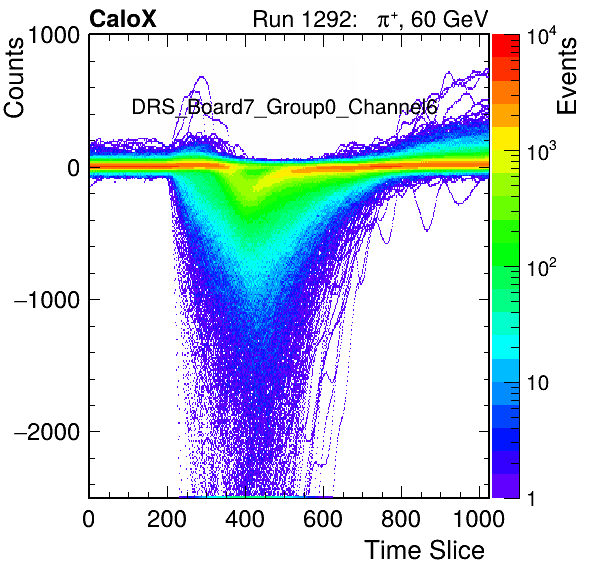 CaloX Run 1292: π⁺, 60 GeV
DRS_Board7_Group0_Channel6
Counts
1000
0
−1000
−2000
0 200 400 600 800 1000
Time Slice
Events
10⁴
10³
10²
10
1